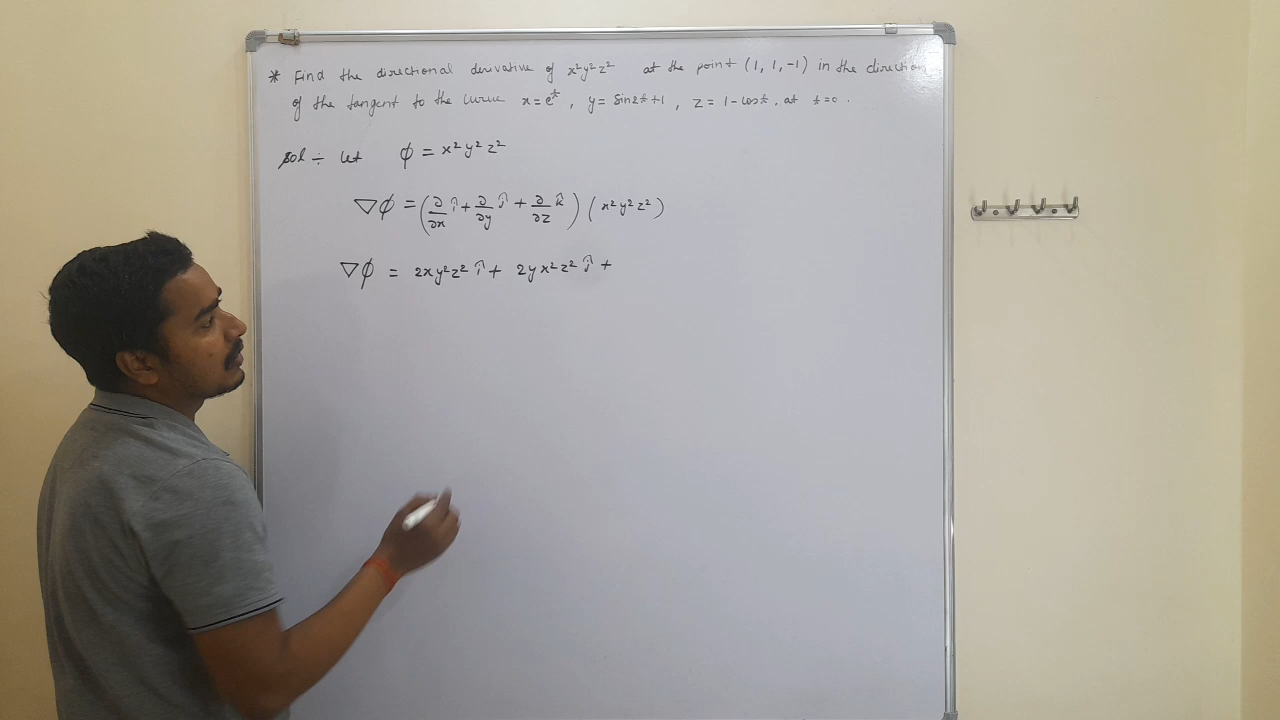 * Find the directional derivative of x²y²z² at the point (1, 1, -1) in the direction
of the tangent to the curve x = eᵗ, y = Sin2t+1, z = 1-cost, at t=0.
Sol ÷ let ϕ = x²y²z²
∇ϕ = (∂/∂x î + ∂/∂y ĵ + ∂/∂z k̂) (x²y²z²)
∇ϕ = 2xy²z² î + 2yx²z² ĵ +